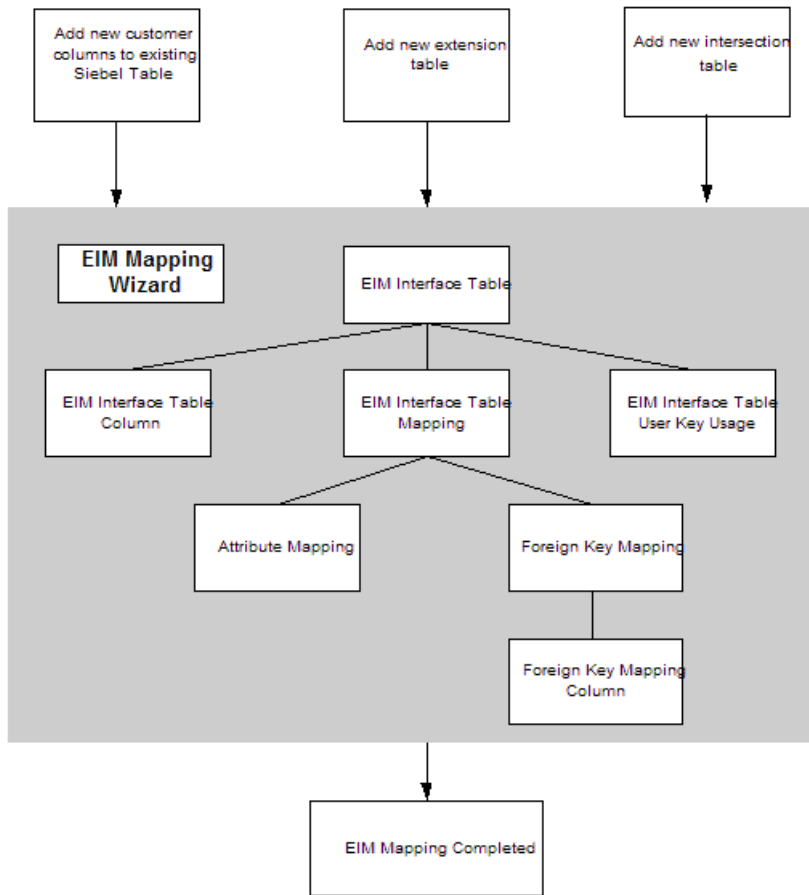 Add new customer
columns to existing
Siebel Table
Add new extension
table
Add new intersection
table
EIM Mapping
Wizard
EIM Interface Table
EIM Interface Table
Column
EIM Interface Table
Mapping
EIM Interface Table
User Key Usage
Attribute Mapping
Foreign Key Mapping
Foreign Key Mapping
Column
EIM Mapping Completed